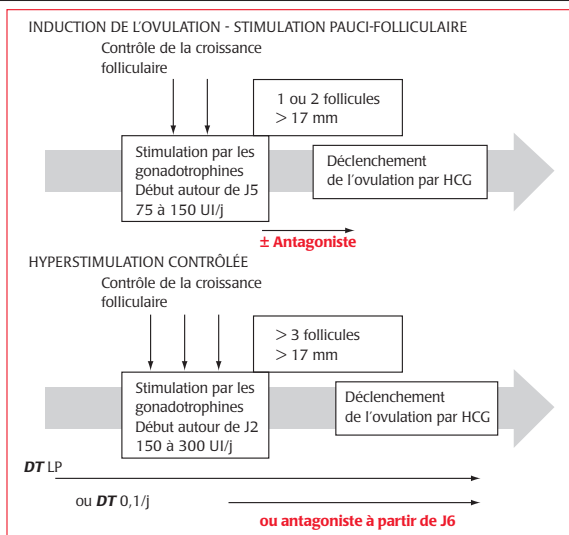 INDUCTION DE L'OVULATION - STIMULATION PAUCI-FOLLICULAIRE
Contrôle de la croissance
folliculaire
1 ou 2 follicules
> 17 mm
Stimulation par les
gonadotrophines
Début autour de J5
75 à 150 UI/j
Déclenchement
de l'ovulation par HCG
± Antagoniste
HYPERSTIMULATION CONTRÔLÉE
Contrôle de la croissance
folliculaire
> 3 follicules
> 17 mm
Stimulation par les
gonadotrophines
Début autour de J2
150 à 300 UI/j
Déclenchement
de l'ovulation par HCG
DT LP
ou DT 0,1/j
ou antagoniste à partir de J6